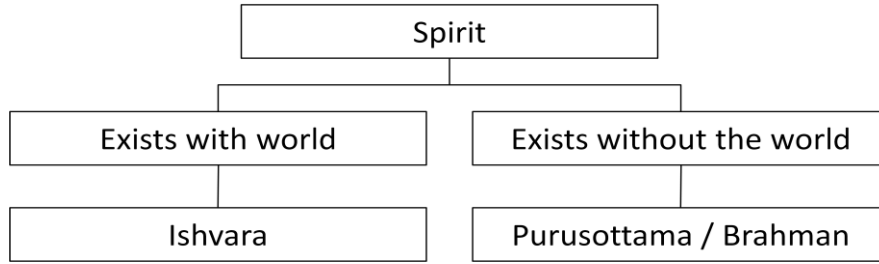 Spirit
Exists with world
Exists without the world
Ishvara
Purusottama / Brahman